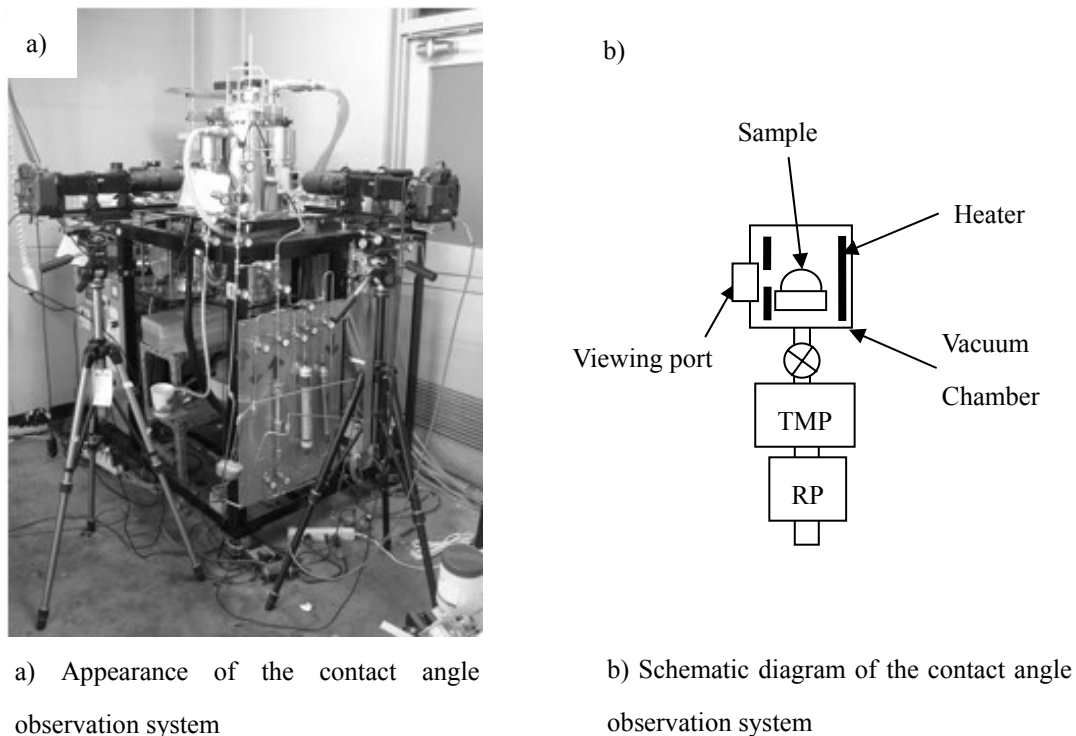 a)
b)
Sample
Heater
Viewing port
Vacuum
Chamber
TMP
RP
a) Appearance of the contact angle
observation system
b) Schematic diagram of the contact angle
observation system